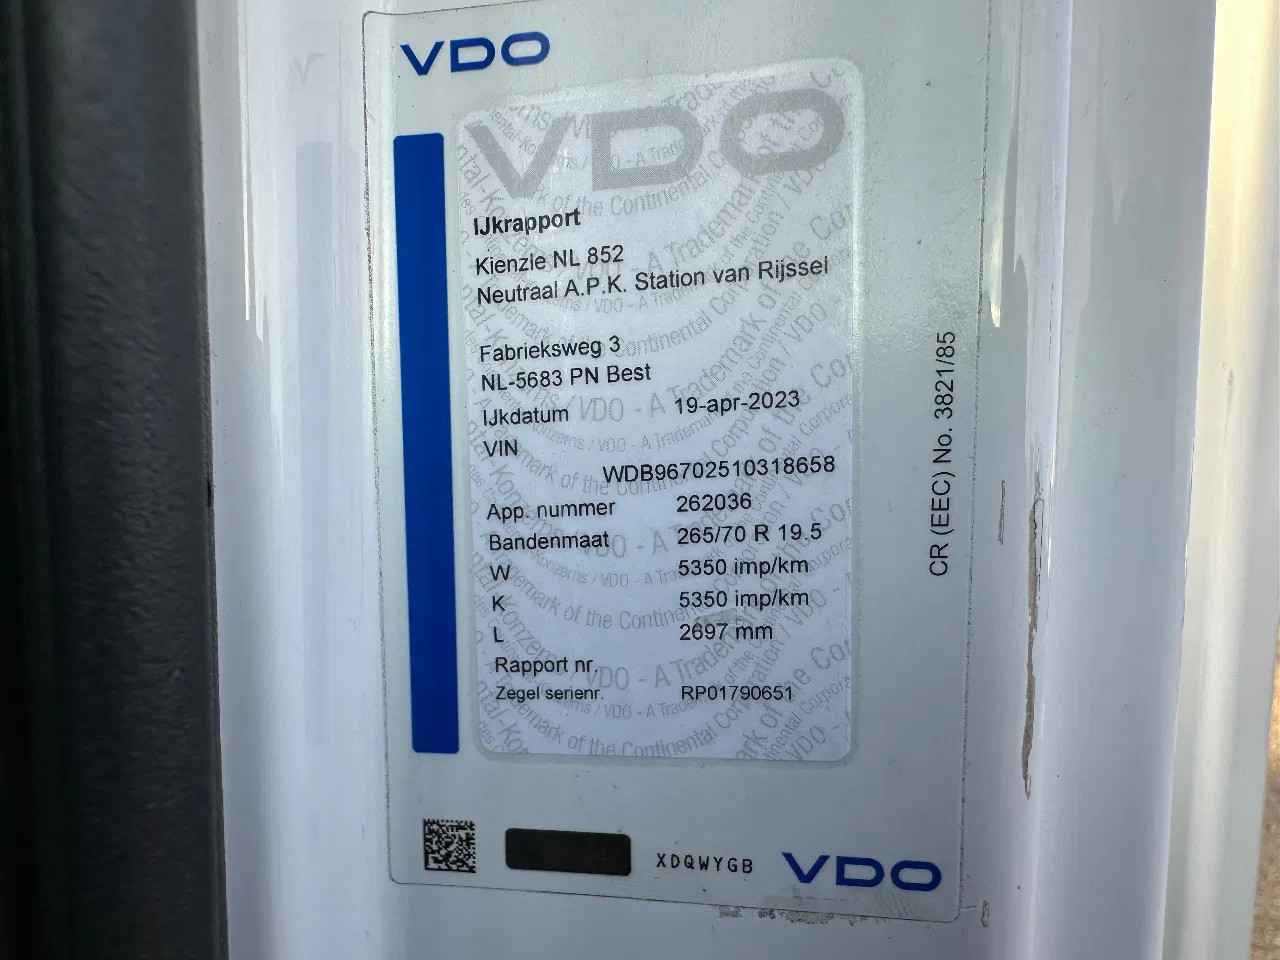 VDO
VDO
IJkrapport
Kienzle NL 852
Neutraal A.P.K. Station van Rijssel
Fabrieksweg 3
NL-5683 PN Best
IJkdatum 19-apr-2023
VIN
WDB96702510318658
App. nummer 262036
Bandenmaat 265/70 R 19.5
W 5350 imp/km
K 5350 imp/km
L 2697 mm
Rapport nr.
Zegel serienr. RP01790651
CR (EEC) No. 3821/85
XDQWYGB
VDO